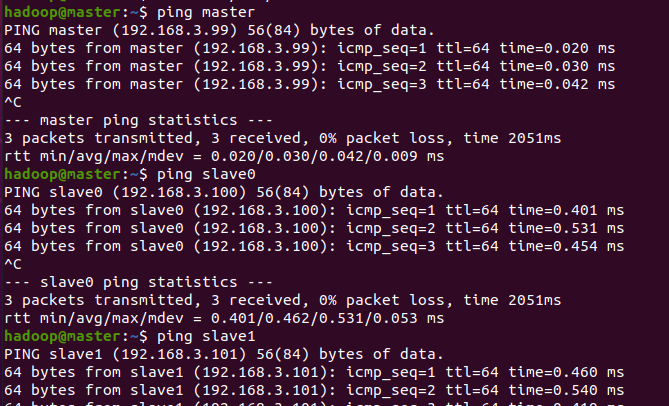 hadoop@master:~$ ping master
PING master (192.168.3.99) 56(84) bytes of data.
64 bytes from master (192.168.3.99): icmp_seq=1 ttl=64 time=0.020 ms
64 bytes from master (192.168.3.99): icmp_seq=2 ttl=64 time=0.030 ms
64 bytes from master (192.168.3.99): icmp_seq=3 ttl=64 time=0.042 ms
^C
--- master ping statistics ---
3 packets transmitted, 3 received, 0% packet loss, time 2051ms
rtt min/avg/max/mdev = 0.020/0.030/0.042/0.009 ms
hadoop@master:~$ ping slave0
PING slave0 (192.168.3.100) 56(84) bytes of data.
64 bytes from slave0 (192.168.3.100): icmp_seq=1 ttl=64 time=0.401 ms
64 bytes from slave0 (192.168.3.100): icmp_seq=2 ttl=64 time=0.531 ms
64 bytes from slave0 (192.168.3.100): icmp_seq=3 ttl=64 time=0.454 ms
^C
--- slave0 ping statistics ---
3 packets transmitted, 3 received, 0% packet loss, time 2051ms
rtt min/avg/max/mdev = 0.401/0.462/0.531/0.053 ms
hadoop@master:~$ ping slave1
PING slave1 (192.168.3.101) 56(84) bytes of data.
64 bytes from slave1 (192.168.3.101): icmp_seq=1 ttl=64 time=0.460 ms
64 bytes from slave1 (192.168.3.101): icmp_seq=2 ttl=64 time=0.540 ms